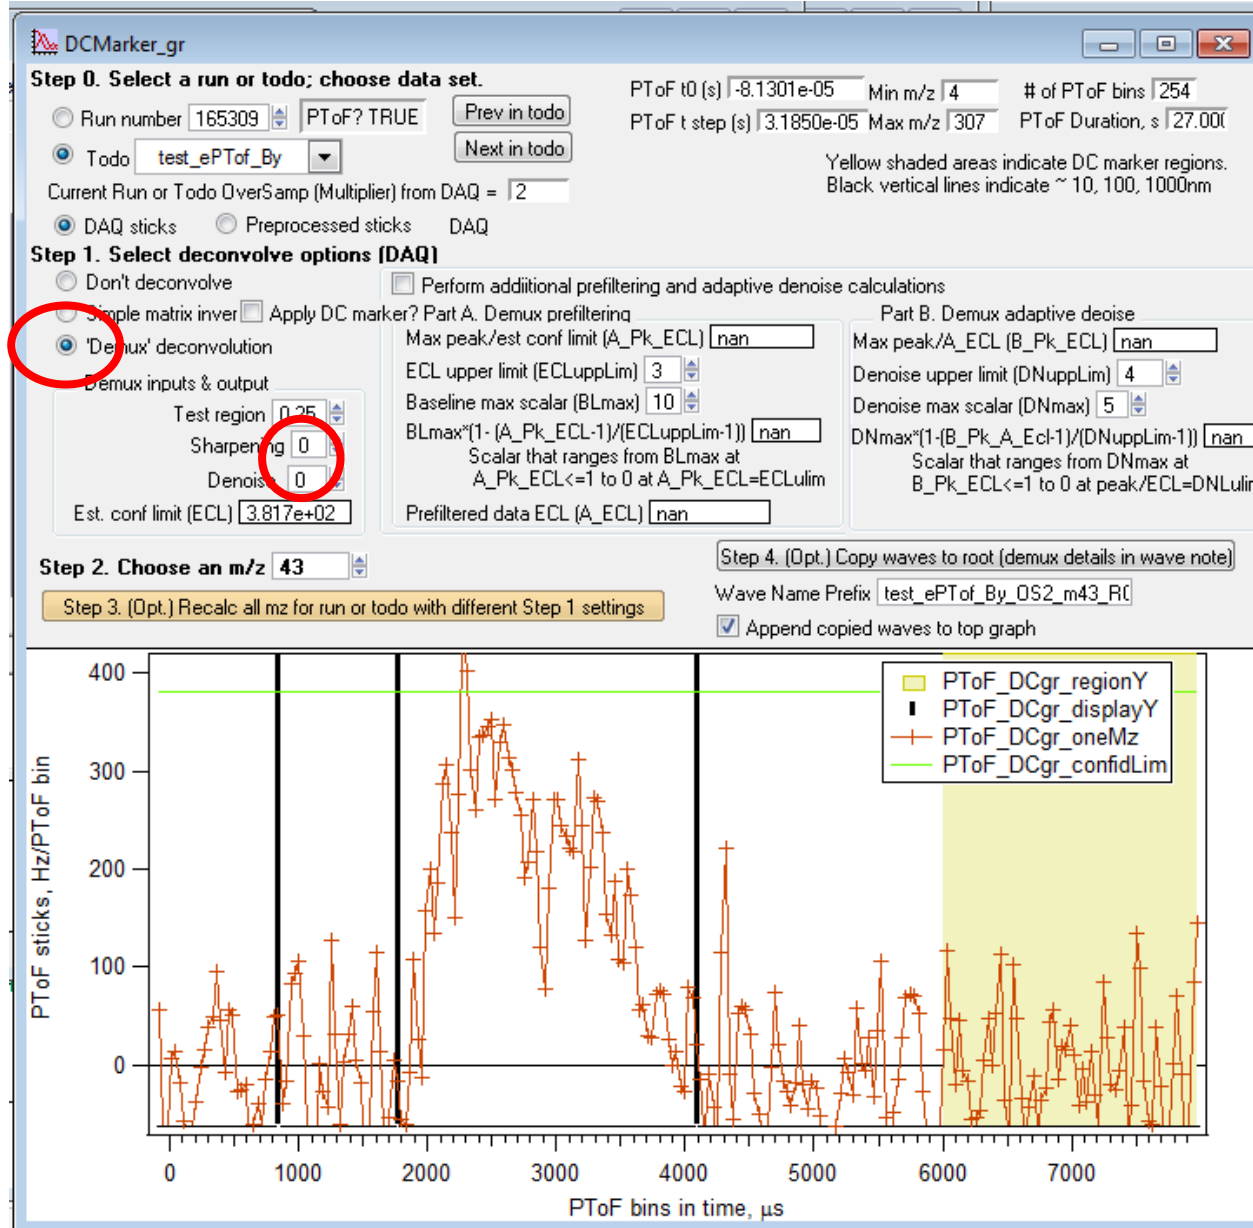 DCMarker_gr
Step 0. Select a run or todo; choose data set.
Run number 165309 PToF? TRUE Prev in todo
Todo test_ePTof_By Next in todo
Current Run or Todo OverSamp (Multiplier) from DAQ = 2
DAQ sticks Preprocessed sticks DAQ
PToF t0 (s) -8.1301e-05 Min m/z 4 # of PToF bins 254
PToF t step (s) 3.1850e-05 Max m/z 307 PToF Duration, s 27.00(
Yellow shaded areas indicate DC marker regions.
Black vertical lines indicate ~ 10, 100, 1000nm
Step 1. Select deconvolve options (DAQ)
Don't deconvolve
Simple matrix inver Apply DC marker?
'Demux' deconvolution
Demux inputs & output
Test region 0.25
Sharpening 0
Denoise 0
Est. conf limit (ECL) 3.817e+02
Perform addiitional prefiltering and adaptive denoise calculations
Part A. Demux prefiltering
Max peak/est conf limit (A_Pk_ECL) nan
ECL upper limit (ECLuppLim) 3
Baseline max scalar (BLmax) 10
BLmax*(1- (A_Pk_ECL-1)/(ECLuppLim-1)) nan
Scalar that ranges from BLmax at
A_Pk_ECL<=1 to 0 at A_Pk_ECL=ECLulim
Prefiltered data ECL (A_ECL) nan
Part B. Demux adaptive deoise
Max peak/A_ECL (B_Pk_ECL) nan
Denoise upper limit (DNuppLim) 4
Denoise max scalar (DNmax) 5
DNmax*(1-(B_Pk_A_Ecl-1)/(DNuppLim-1)) nan
Scalar that ranges from DNmax at
B_Pk_ECL<=1 to 0 at peak/ECL=DNLulim
Step 2. Choose an m/z 43
Step 3. (Opt.) Recalc all mz for run or todo with different Step 1 settings
Step 4. (Opt.) Copy waves to root (demux details in wave note)
Wave Name Prefix test_ePTof_By_OS2_m43_R(
Append copied waves to top graph
PToF_DCgr_regionY
PToF_DCgr_displayY
PToF_DCgr_oneMz
PToF_DCgr_confidLim
PToF sticks, Hz/PToF bin
400
300
200
100
0
0 1000 2000 3000 4000 5000 6000 7000
PToF bins in time, µs